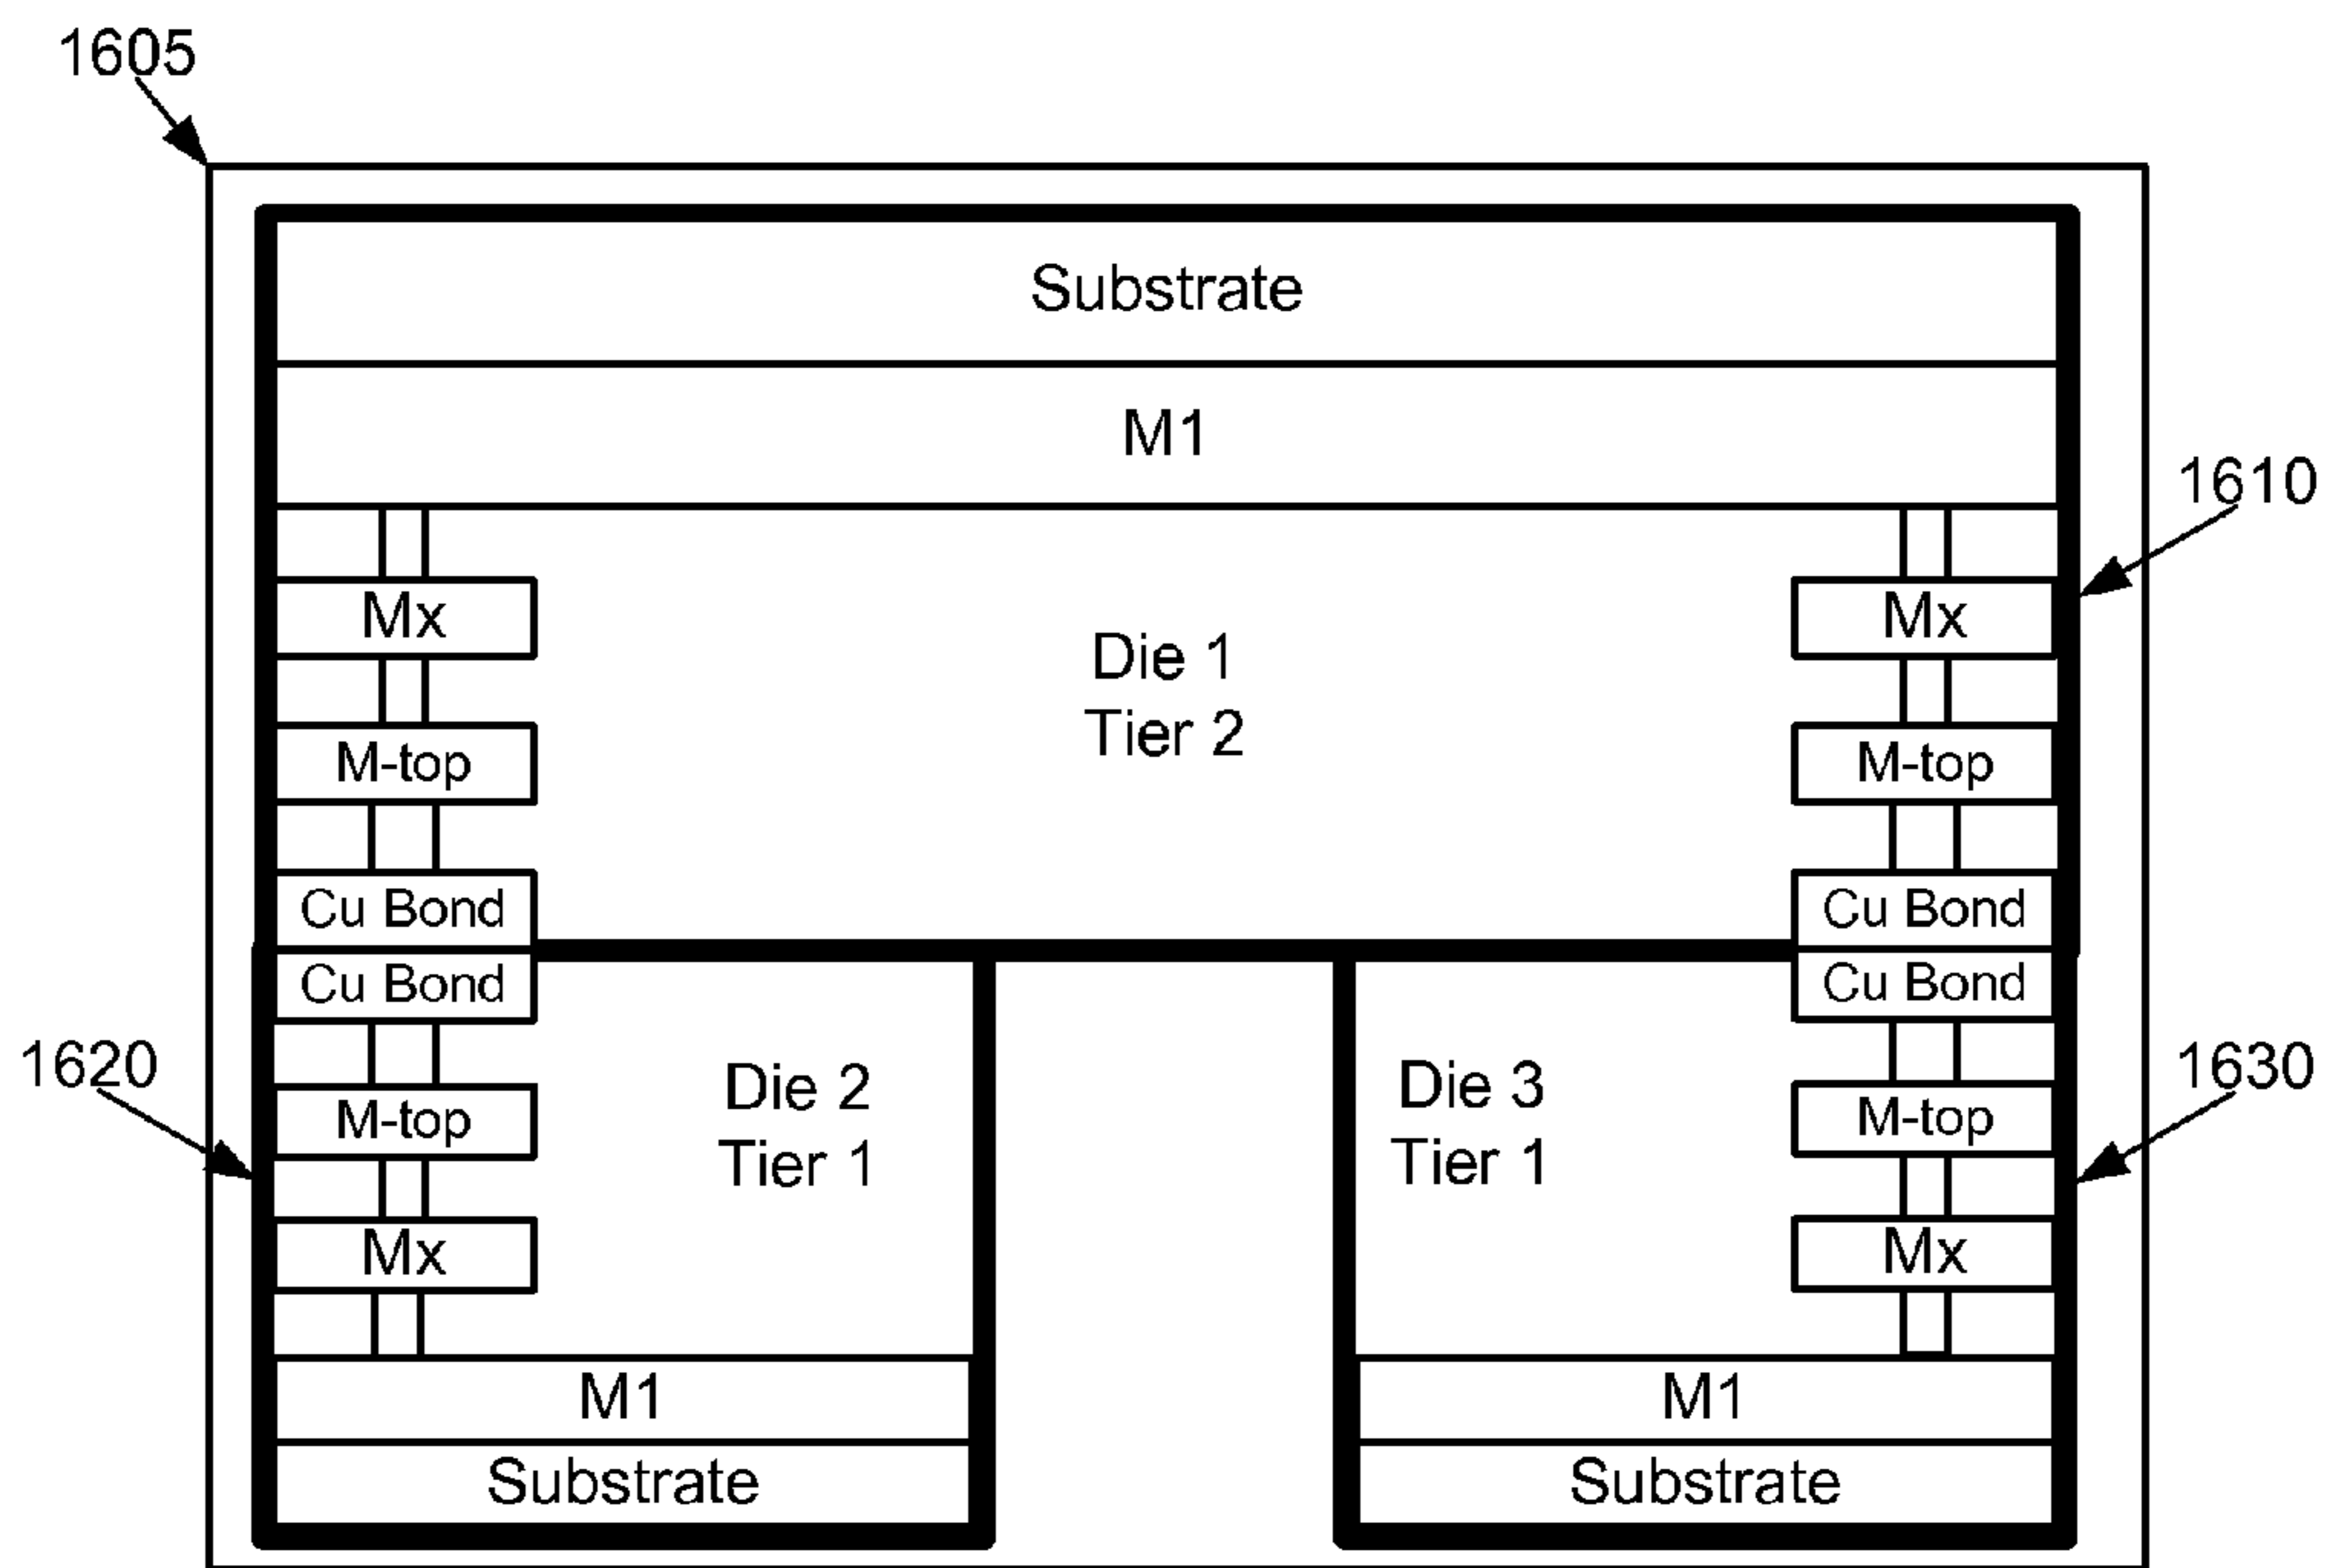 1605
Substrate
M1
1610
Mx
Mx
Die 1
Tier 2
M-top
M-top
Cu Bond
Cu Bond
Cu Bond
Cu Bond
1620
Die 2
Tier 1
Die 3
Tier 1
1630
M-top
M-top
Mx
Mx
M1
M1
Substrate
Substrate